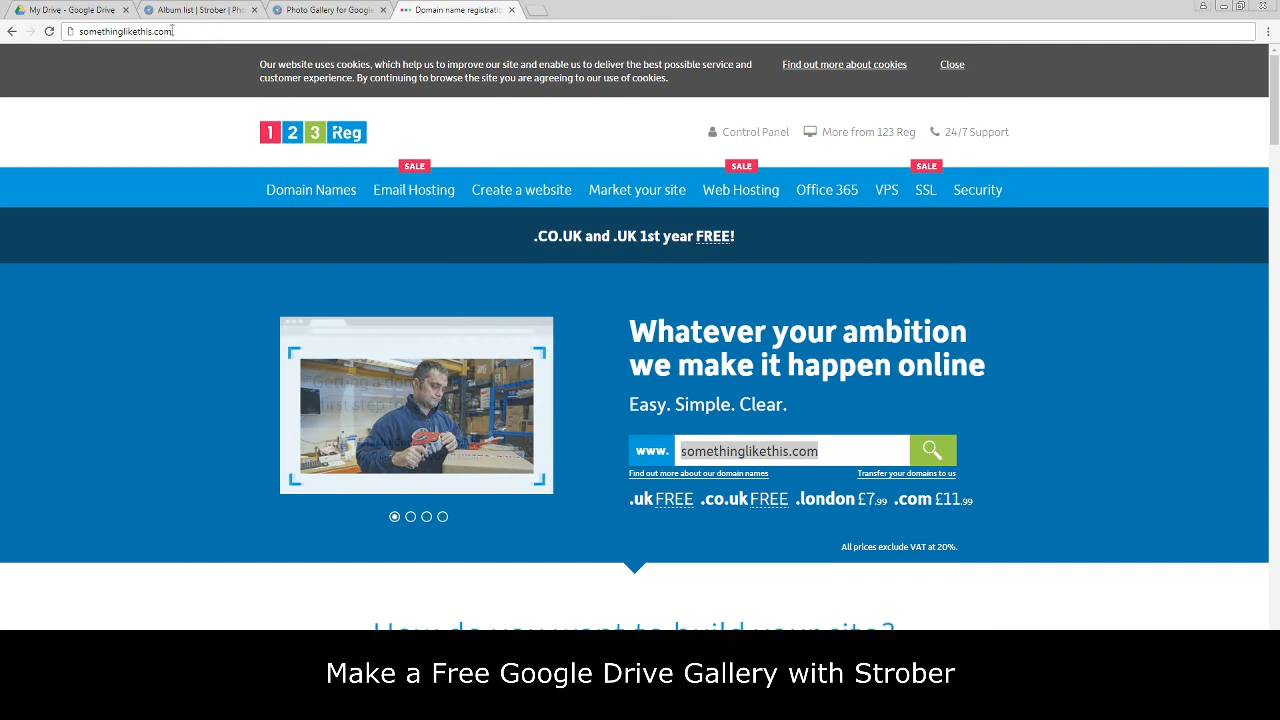 My Drive - Google Drive
Album list | Strober | Pho
Photo Gallery for Google
Domain name registratio
somethinglikethis.com
Our website uses cookies, which help us to improve our site and enable us to deliver the best possible service and
customer experience. By continuing to browse the site you are agreeing to our use of cookies.
Find out more about cookies
Close
1 2 3 Reg
Control Panel
More from 123 Reg
24/7 Support
SALE
SALE
SALE
Domain Names
Email Hosting
Create a website
Market your site
Web Hosting
Office 365
VPS
SSL
Security
.CO.UK and .UK 1st year FREE!
Whatever your ambition
we make it happen online
Easy. Simple. Clear.
www.
somethinglikethis.com
Find out more about our domain names
Transfer your domains to us
.uk FREE .co.uk FREE .london £7.99 .com £11.99
All prices exclude VAT at 20%.
How do you want to build your site?
Make a Free Google Drive Gallery with Strober